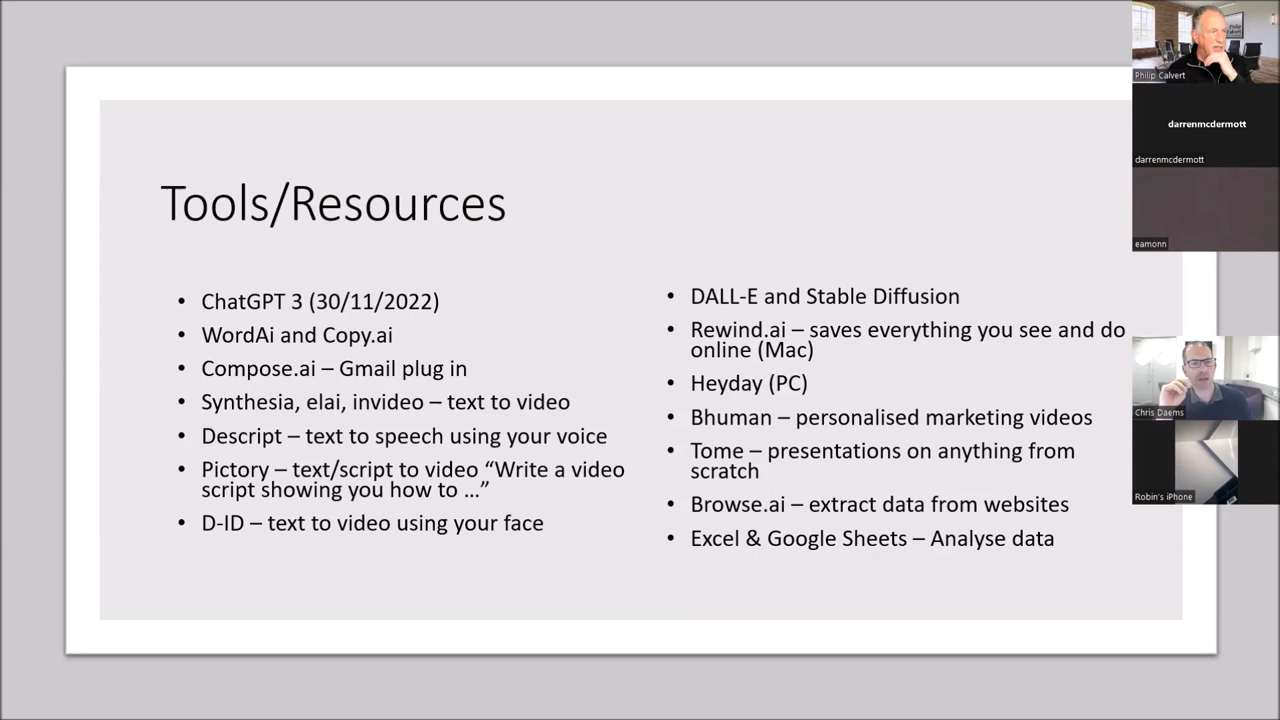 Tools/Resources
• ChatGPT 3 (30/11/2022)
• WordAi and Copy.ai
• Compose.ai – Gmail plug in
• Synthesia, elai, invideo – text to video
• Descript – text to speech using your voice
• Pictory – text/script to video “Write a video
script showing you how to …”
• D-ID – text to video using your face
• DALL-E and Stable Diffusion
• Rewind.ai – saves everything you see and do
online (Mac)
• Heyday (PC)
• Bhuman – personalised marketing videos
• Tome – presentations on anything from
scratch
• Browse.ai – extract data from websites
• Excel & Google Sheets – Analyse data
Philip Calvert
darrenmcdermott
darrenmcdermott
eamonn
Chris Daems
Robin's iPhone